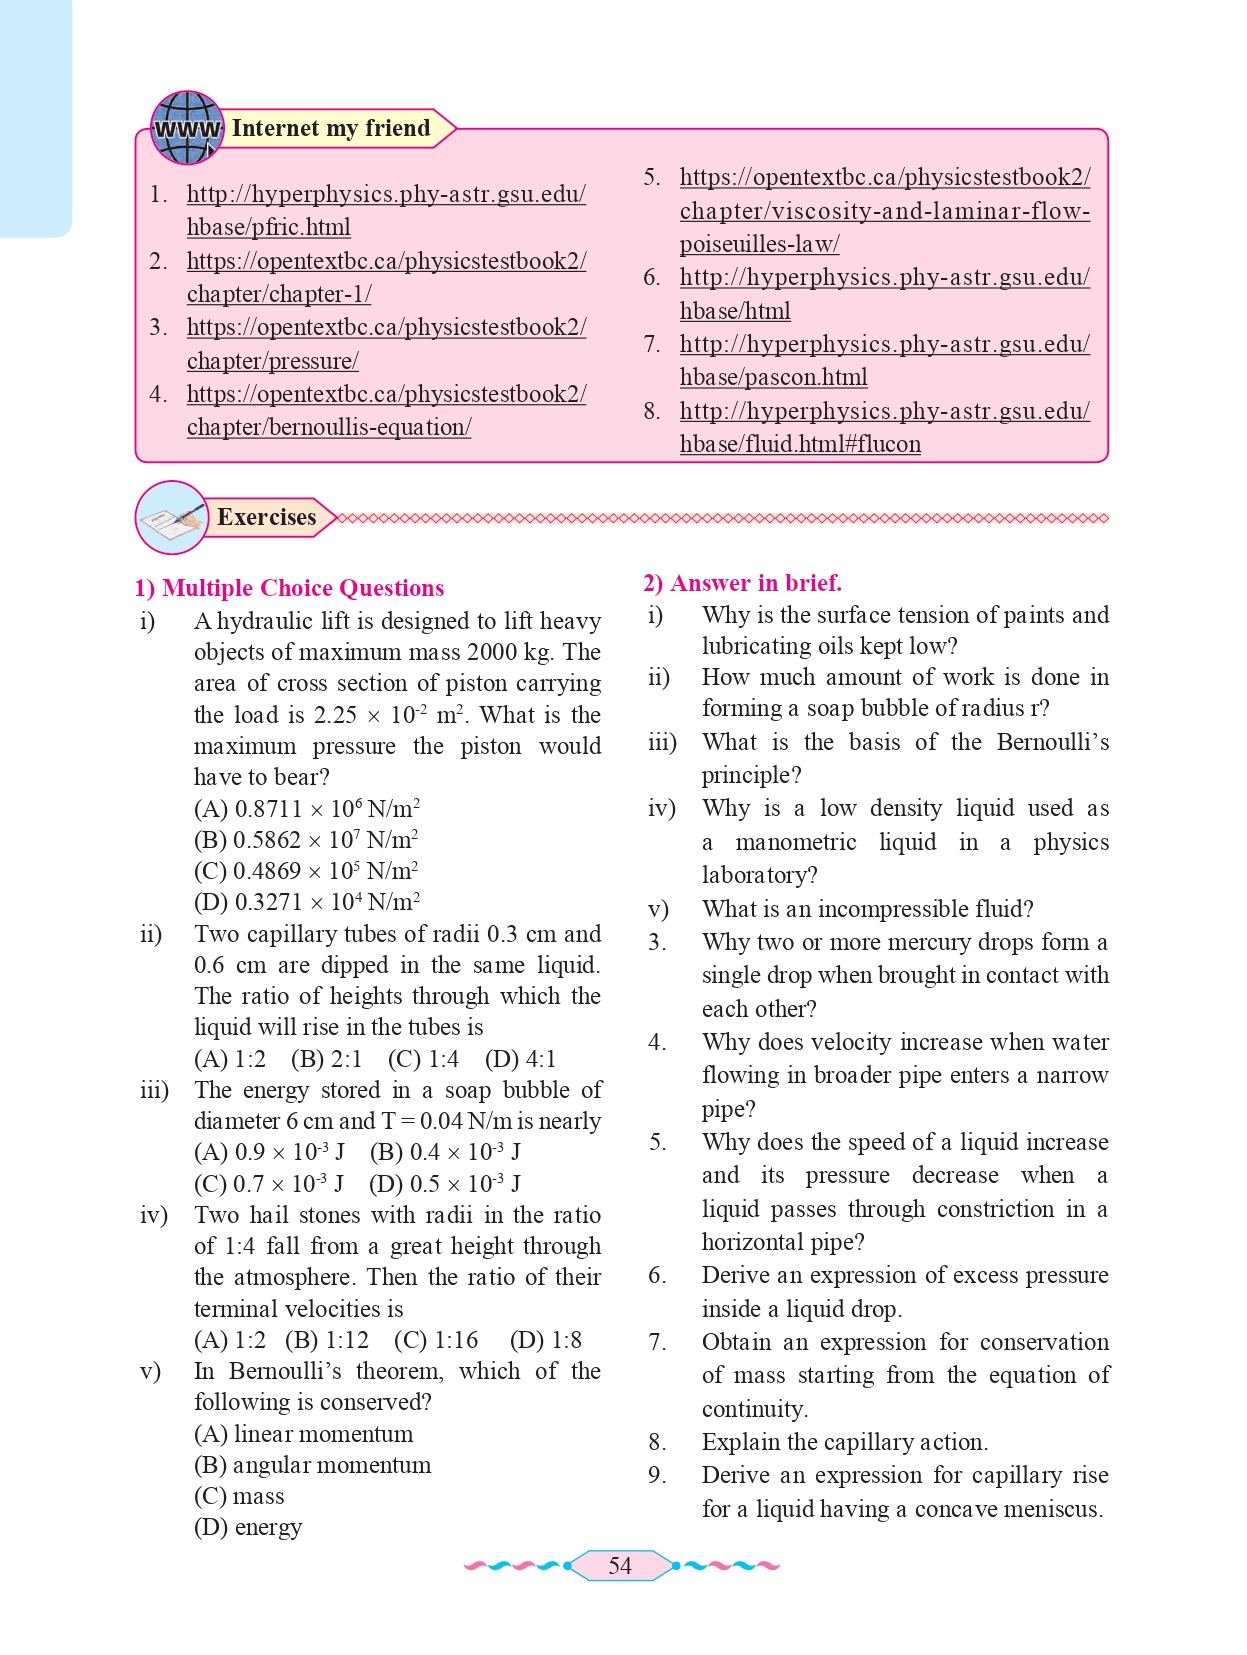 www
Internet my friend
1. http://hyperphysics.phy-astr.gsu.edu/
hbase/pfric.html
2. https://opentextbc.ca/physicstestbook2/
chapter/chapter-1/
3. https://opentextbc.ca/physicstestbook2/
chapter/pressure/
4. https://opentextbc.ca/physicstestbook2/
chapter/bernoullis-equation/
5. https://opentextbc.ca/physicstestbook2/
chapter/viscosity-and-laminar-flow-
poiseuilles-law/
6. http://hyperphysics.phy-astr.gsu.edu/
hbase/html
7. http://hyperphysics.phy-astr.gsu.edu/
hbase/pascon.html
8. http://hyperphysics.phy-astr.gsu.edu/
hbase/fluid.html#flucon
Exercises
1) Multiple Choice Questions
i) A hydraulic lift is designed to lift heavy
objects of maximum mass 2000 kg. The
area of cross section of piston carrying
the load is 2.25 × 10⁻² m². What is the
maximum pressure the piston would
have to bear?
(A) 0.8711 × 10⁶ N/m²
(B) 0.5862 × 10⁷ N/m²
(C) 0.4869 × 10⁵ N/m²
(D) 0.3271 × 10⁴ N/m²
ii) Two capillary tubes of radii 0.3 cm and
0.6 cm are dipped in the same liquid.
The ratio of heights through which the
liquid will rise in the tubes is
(A) 1:2 (B) 2:1 (C) 1:4 (D) 4:1
iii) The energy stored in a soap bubble of
diameter 6 cm and T = 0.04 N/m is nearly
(A) 0.9 × 10⁻³ J (B) 0.4 × 10⁻³ J
(C) 0.7 × 10⁻³ J (D) 0.5 × 10⁻³ J
iv) Two hail stones with radii in the ratio
of 1:4 fall from a great height through
the atmosphere. Then the ratio of their
terminal velocities is
(A) 1:2 (B) 1:12 (C) 1:16 (D) 1:8
v) In Bernoulli’s theorem, which of the
following is conserved?
(A) linear momentum
(B) angular momentum
(C) mass
(D) energy
2) Answer in brief.
i) Why is the surface tension of paints and
lubricating oils kept low?
ii) How much amount of work is done in
forming a soap bubble of radius r?
iii) What is the basis of the Bernoulli’s
principle?
iv) Why is a low density liquid used as
a manometric liquid in a physics
laboratory?
v) What is an incompressible fluid?
3. Why two or more mercury drops form a
single drop when brought in contact with
each other?
4. Why does velocity increase when water
flowing in broader pipe enters a narrow
pipe?
5. Why does the speed of a liquid increase
and its pressure decrease when a
liquid passes through constriction in a
horizontal pipe?
6. Derive an expression of excess pressure
inside a liquid drop.
7. Obtain an expression for conservation
of mass starting from the equation of
continuity.
8. Explain the capillary action.
9. Derive an expression for capillary rise
for a liquid having a concave meniscus.
54